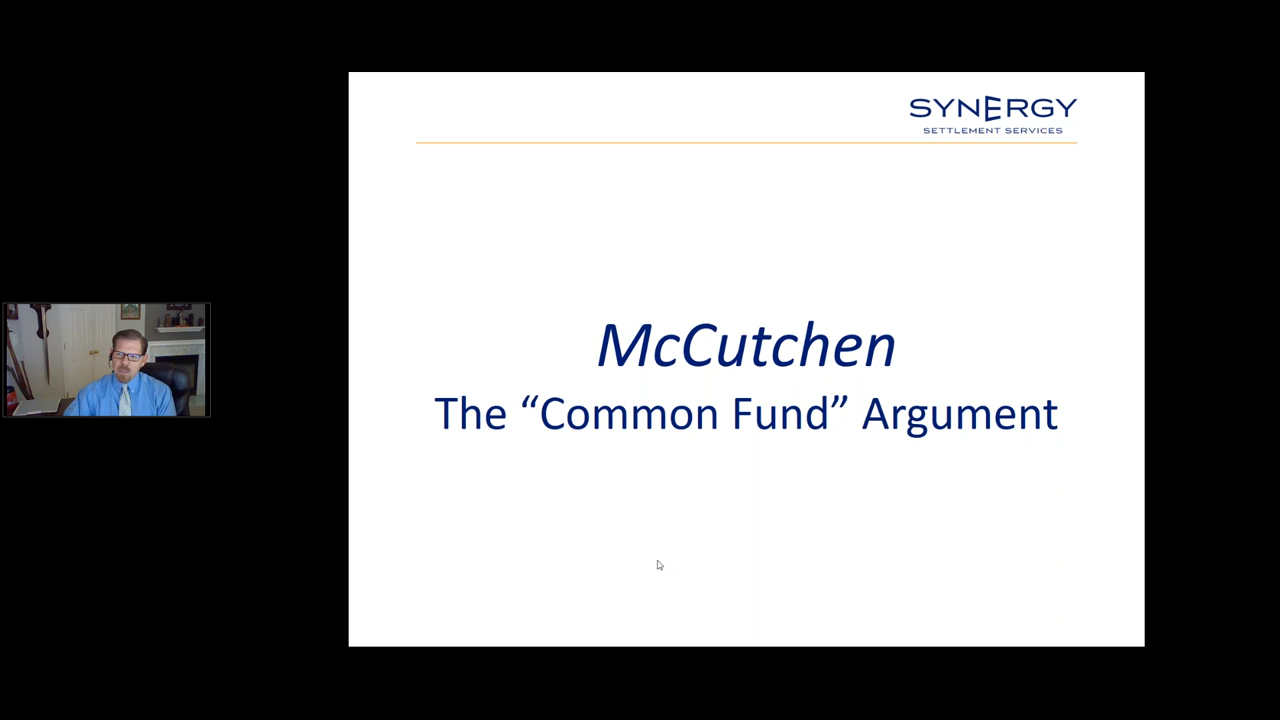 SYNERGY
SETTLEMENT SERVICES
McCutchen
The “Common Fund” Argument